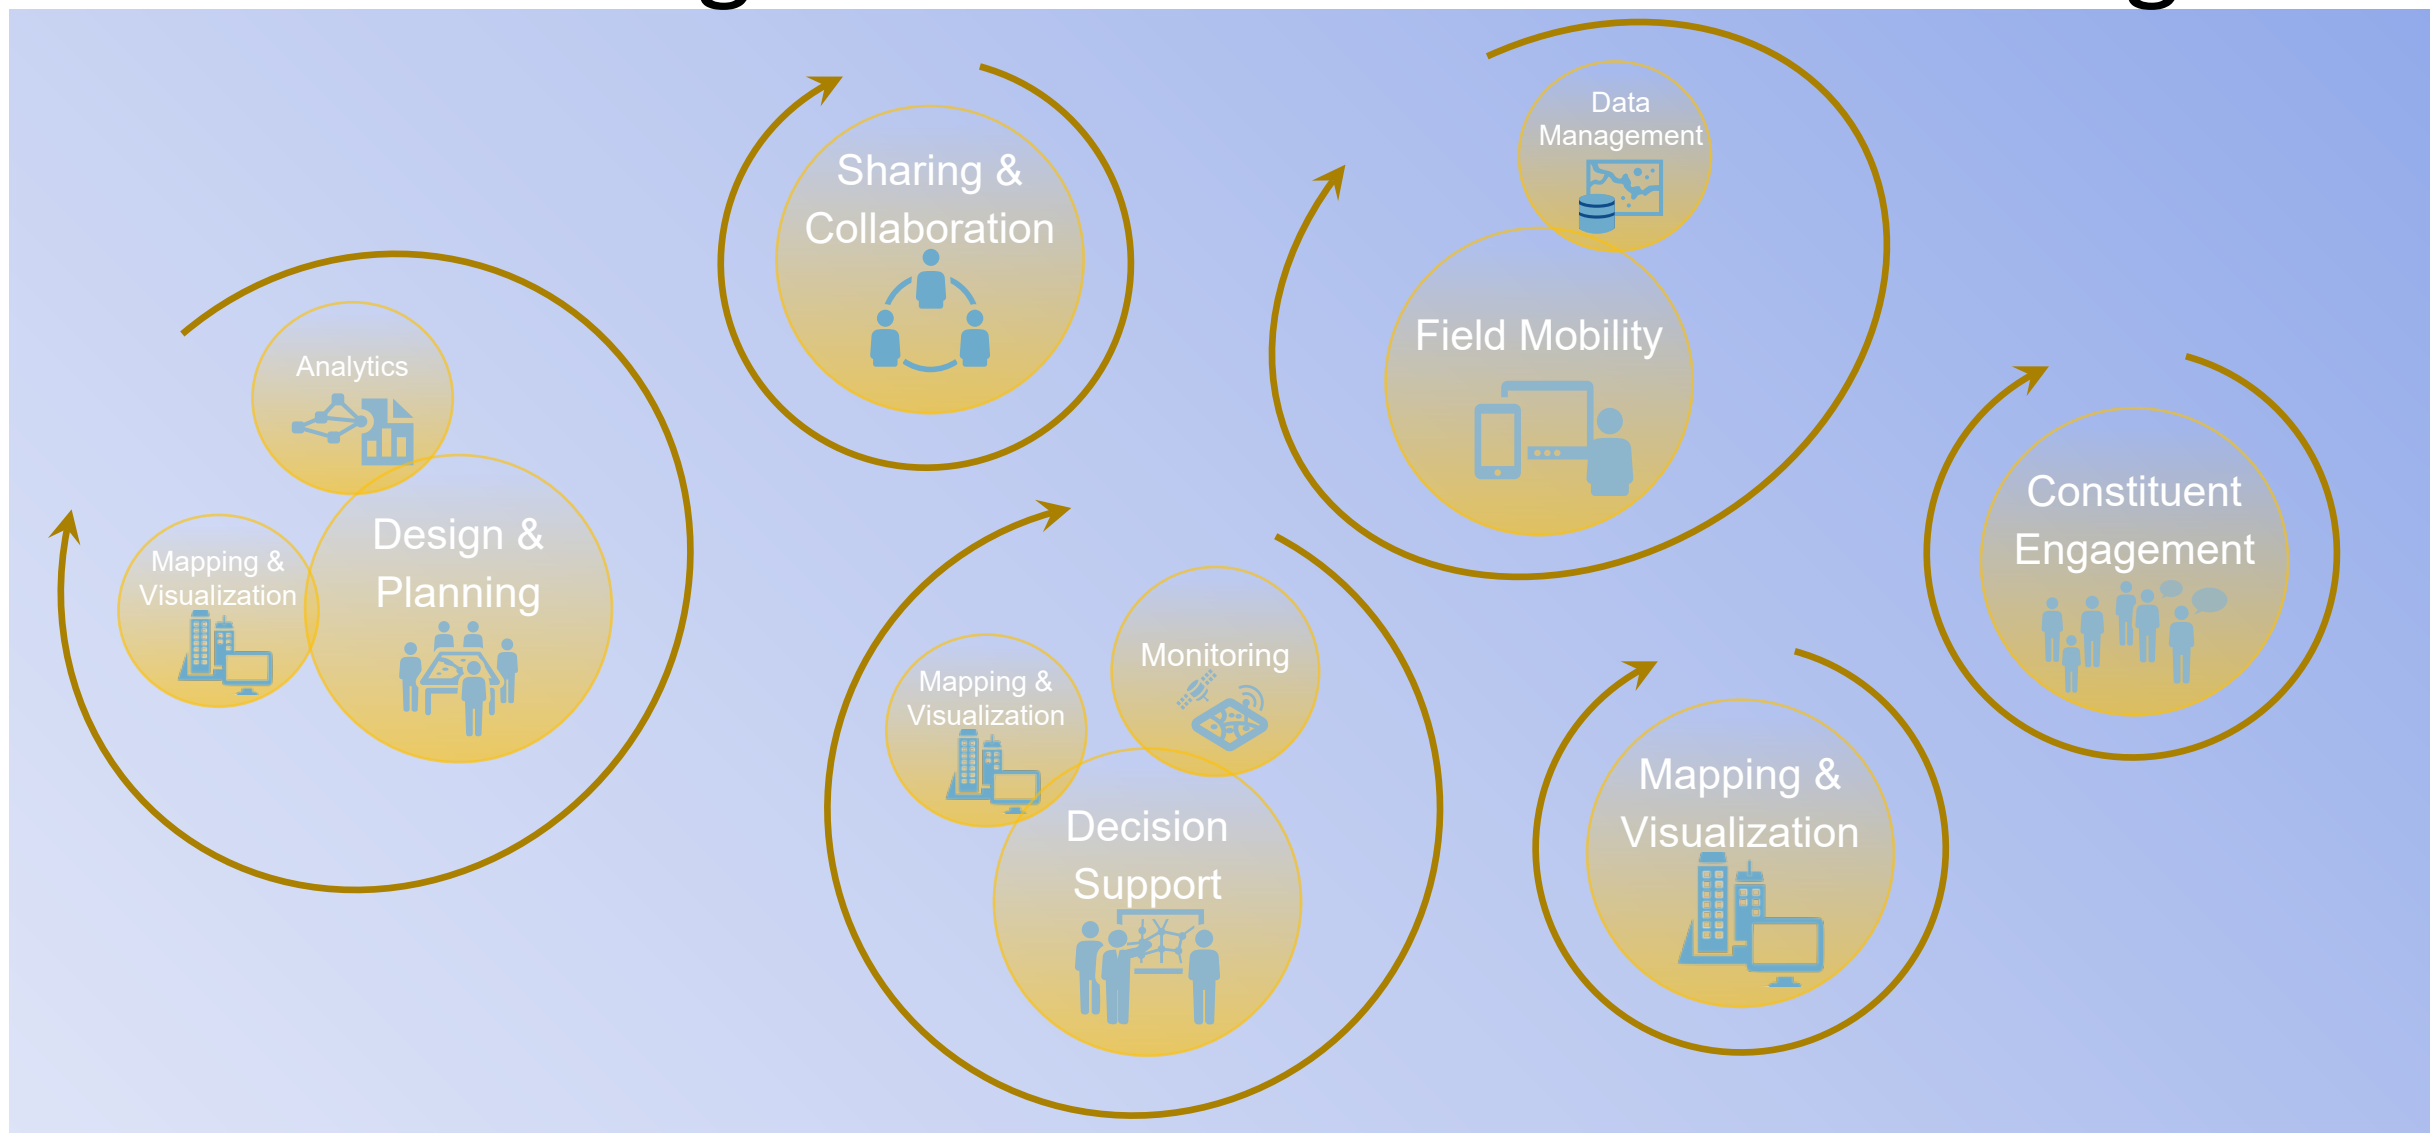 Analytics
Mapping &
Visualization
Design &
Planning
Sharing &
Collaboration
Mapping &
Visualization
Monitoring
Decision
Support
Data
Management
Field Mobility
Mapping &
Visualization
Constituent
Engagement